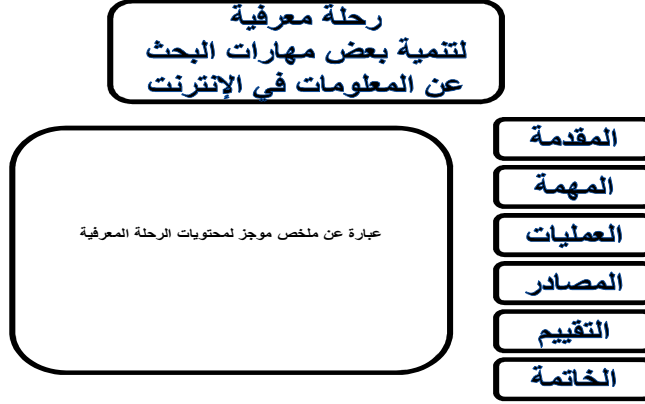 رحلة معرفية
لتنمية بعض مهارات البحث
عن المعلومات في الإنترنت
المقدمة
المهمة
العمليات
المصادر
التقييم
الخاتمة
عبارة عن ملخص موجز لمحتويات الرحلة المعرفية